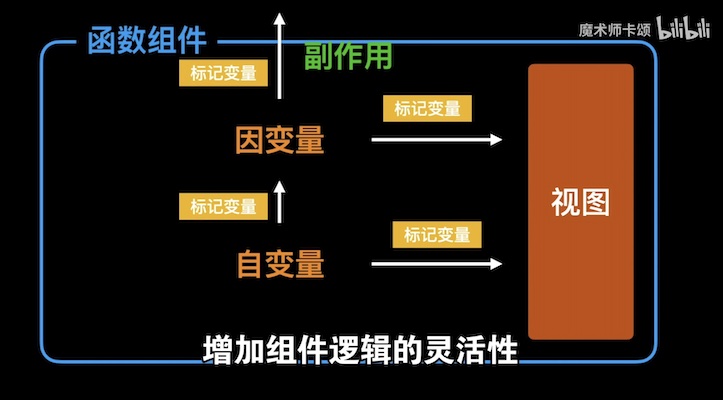 函数组件
魔术师卡颂 bilibili
副作用
标记变量
标记变量
因变量
标记变量
视图
标记变量
自变量
增加组件逻辑的灵活性